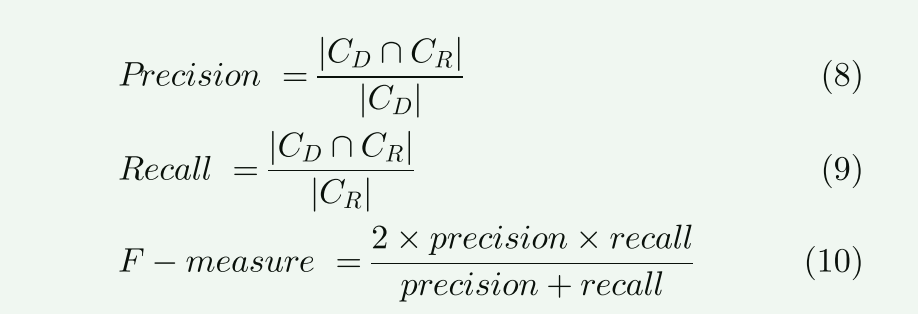 Precision = |C_D ∩ C_R| / |C_D| (8)
Recall = |C_D ∩ C_R| / |C_R| (9)
F − measure = 2 × precision × recall / precision + recall (10)